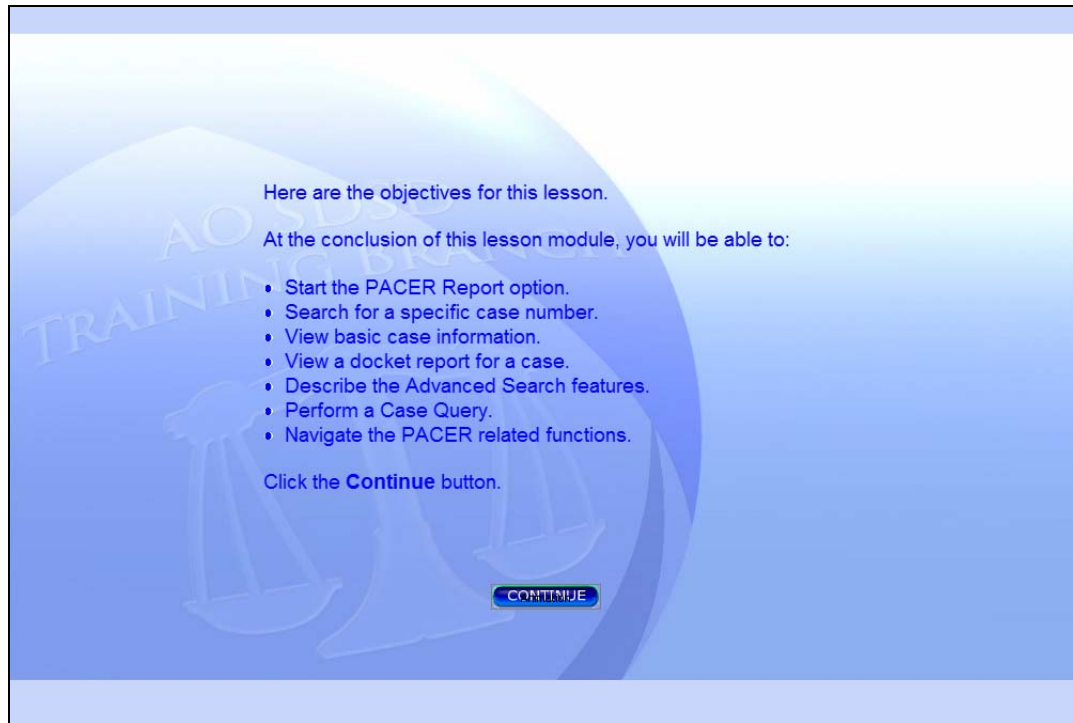 AO SDSD
TRAINING BRANCH
Here are the objectives for this lesson.
At the conclusion of this lesson module, you will be able to:
• Start the PACER Report option.
• Search for a specific case number.
• View basic case information.
• View a docket report for a case.
• Describe the Advanced Search features.
• Perform a Case Query.
• Navigate the PACER related functions.
Click the Continue button.
CONTINUE